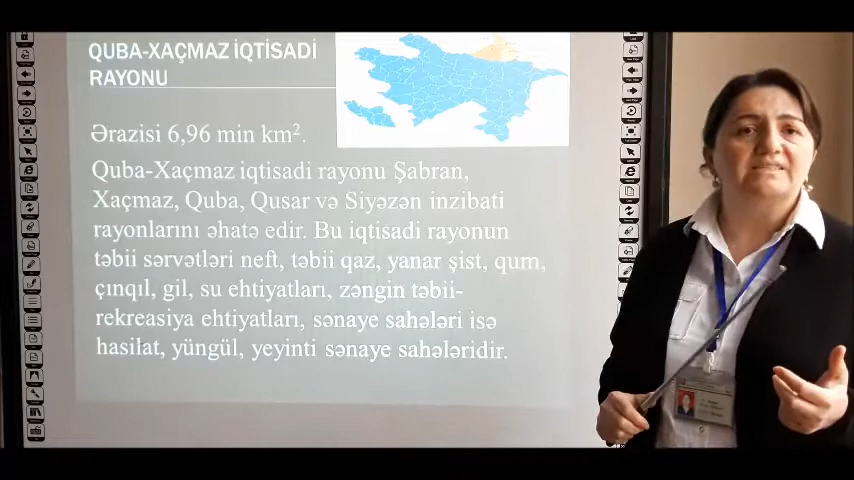 QUBA-XAÇMAZ İQTİSADİ
RAYONU
Ərazisi 6,96 min km².
Quba-Xaçmaz iqtisadi rayonu Şabran,
Xaçmaz, Quba, Qusar və Siyəzən inzibati
rayonlarını əhatə edir. Bu iqtisadi rayonun
təbii sərvətləri neft, təbii qaz, yanar şist, qum,
çınqıl, gil, su ehtiyatları, zəngin təbii-
rekreasiya ehtiyatları, sənaye sahələri isə
hasilat, yüngül, yeyinti sənaye sahələridir.